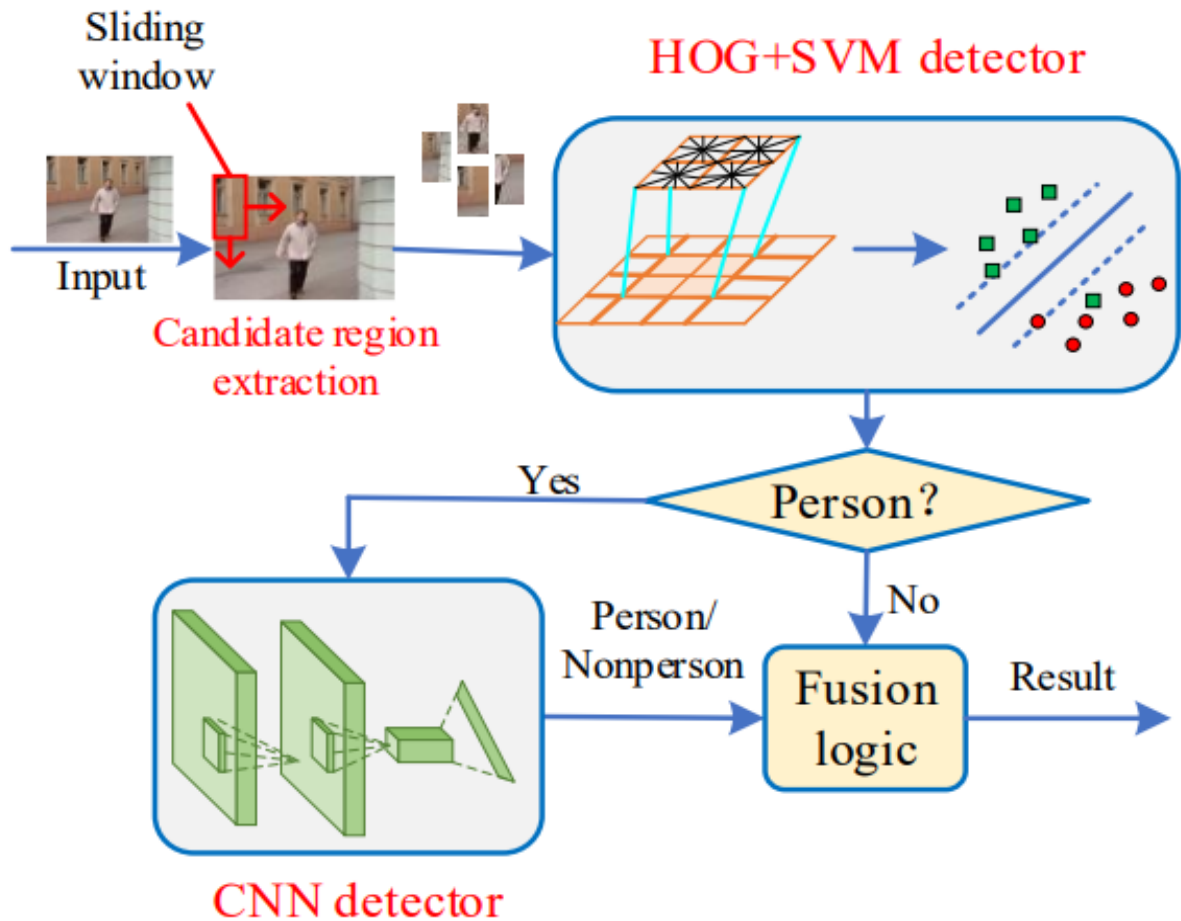 Sliding
window
HOG+SVM detector
Input
Candidate region
extraction
Yes
Person?
No
Person/
Nonperson
Fusion
logic
Result
CNN detector